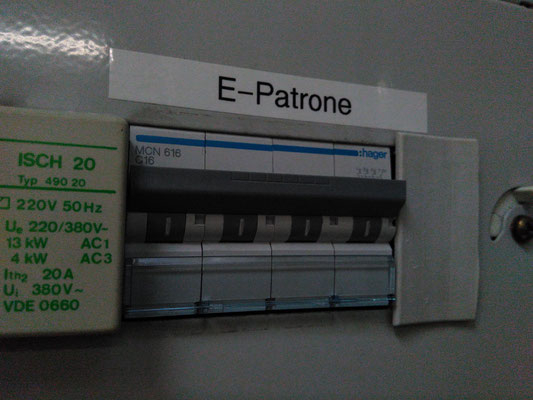 E-Patrone
ISCH 20
Typ 490 20
220V 50Hz
Ue 220/380V~
13 kW AC1
4 kW AC3
Ith2 20A
Ui 380V~
VDE 0660
MCN 616
C16
:hager